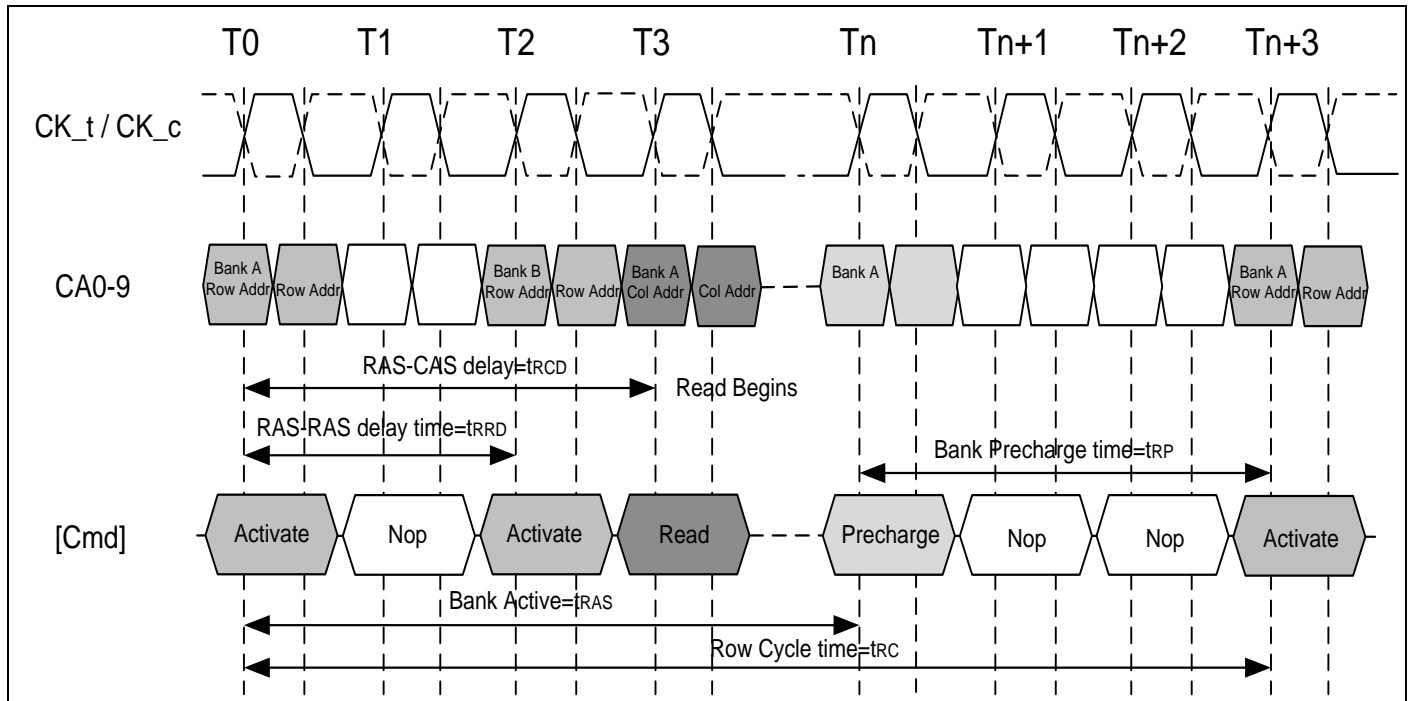 T0 T1 T2 T3 Tn Tn+1 Tn+2 Tn+3
CK_t / CK_c
CA0-9
Bank A
Row Addr
Row Addr
Bank B
Row Addr
Row Addr
Bank A
Col Addr
Col Addr
Bank A
Bank A
Row Addr
Row Addr
RAS-CAS delay=tRCD
Read Begins
RAS-RAS delay time=tRRD
Bank Precharge time=tRP
[Cmd]
Activate Nop Activate Read Precharge Nop Nop Activate
Bank Active=tRAS
Row Cycle time=tRC